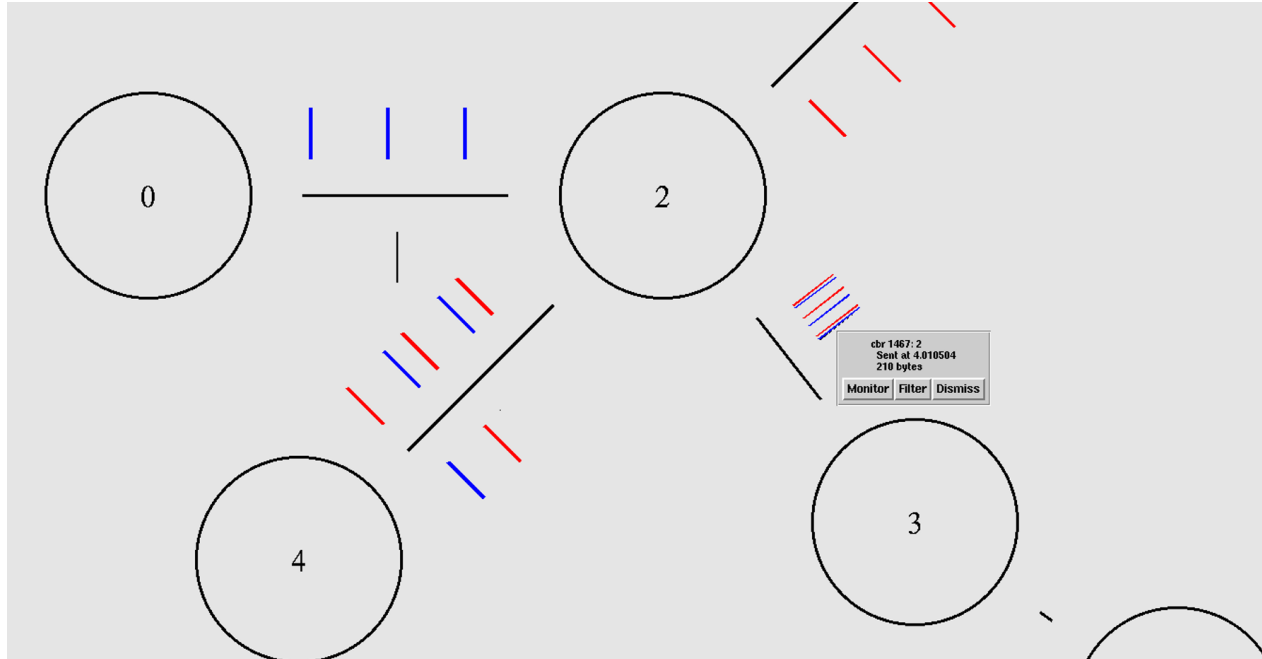 0
2
cbr 1467: 2
Sent at 4.010504
210 bytes
Monitor Filter Dismiss
3
4